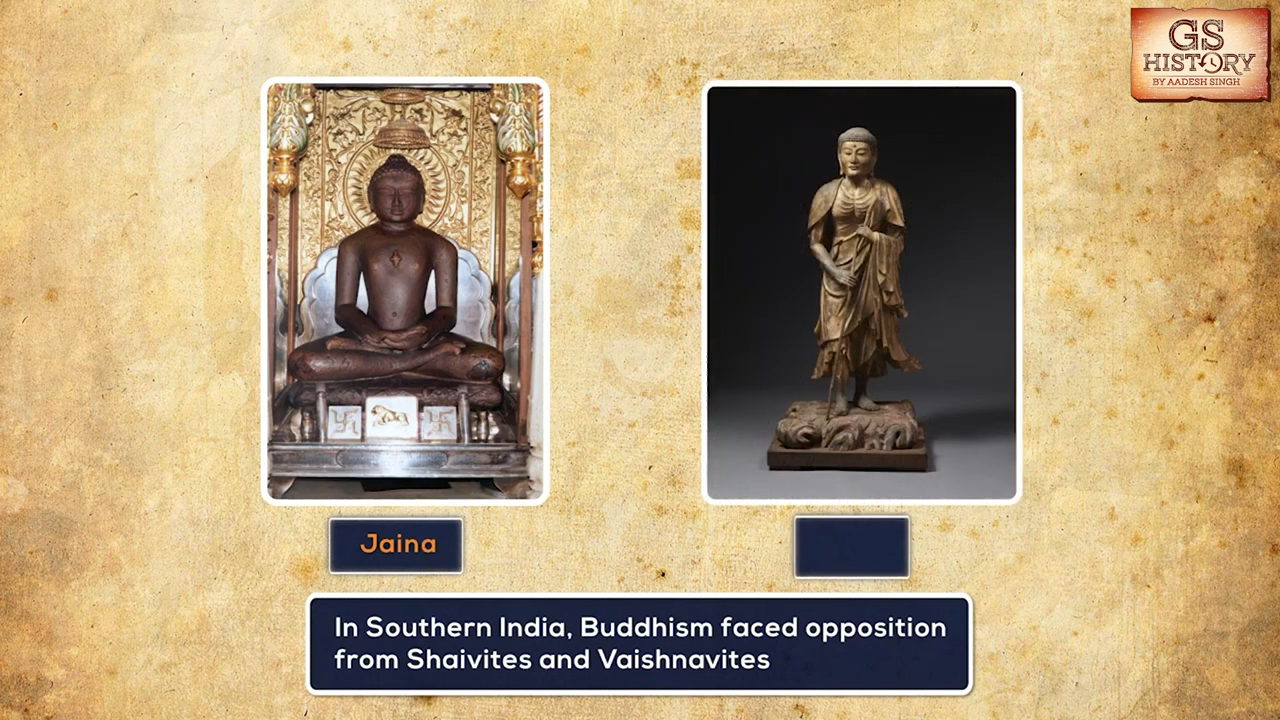 GS
HISTORY
BY AADESH SINGH
Jaina
In Southern India, Buddhism faced opposition
from Shaivites and Vaishnavites